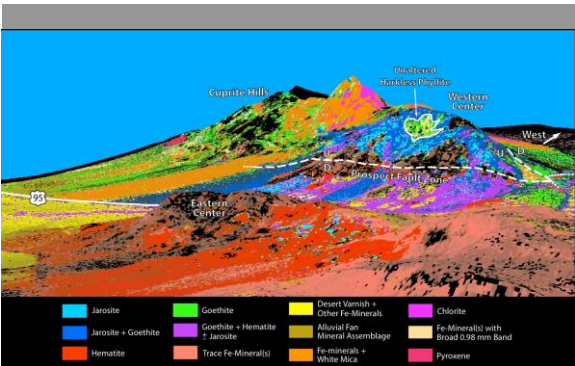 Unaltered
Harkless Phyllite
Cuprite Hills
Western
Center
West
U
D
U
D
Prospect Fault Zone
95
Eastern
Center
Jarosite
Goethite
Desert Varnish +
Other Fe-Minerals
Chlorite
Jarosite + Goethite
Goethite + Hematite
± Jarosite
Alluvial Fan
Mineral Assemblage
Fe-Mineral(s) with
Broad 0.98 mm Band
Hematite
Trace Fe-Mineral(s)
Fe-minerals +
White Mica
Pyroxene